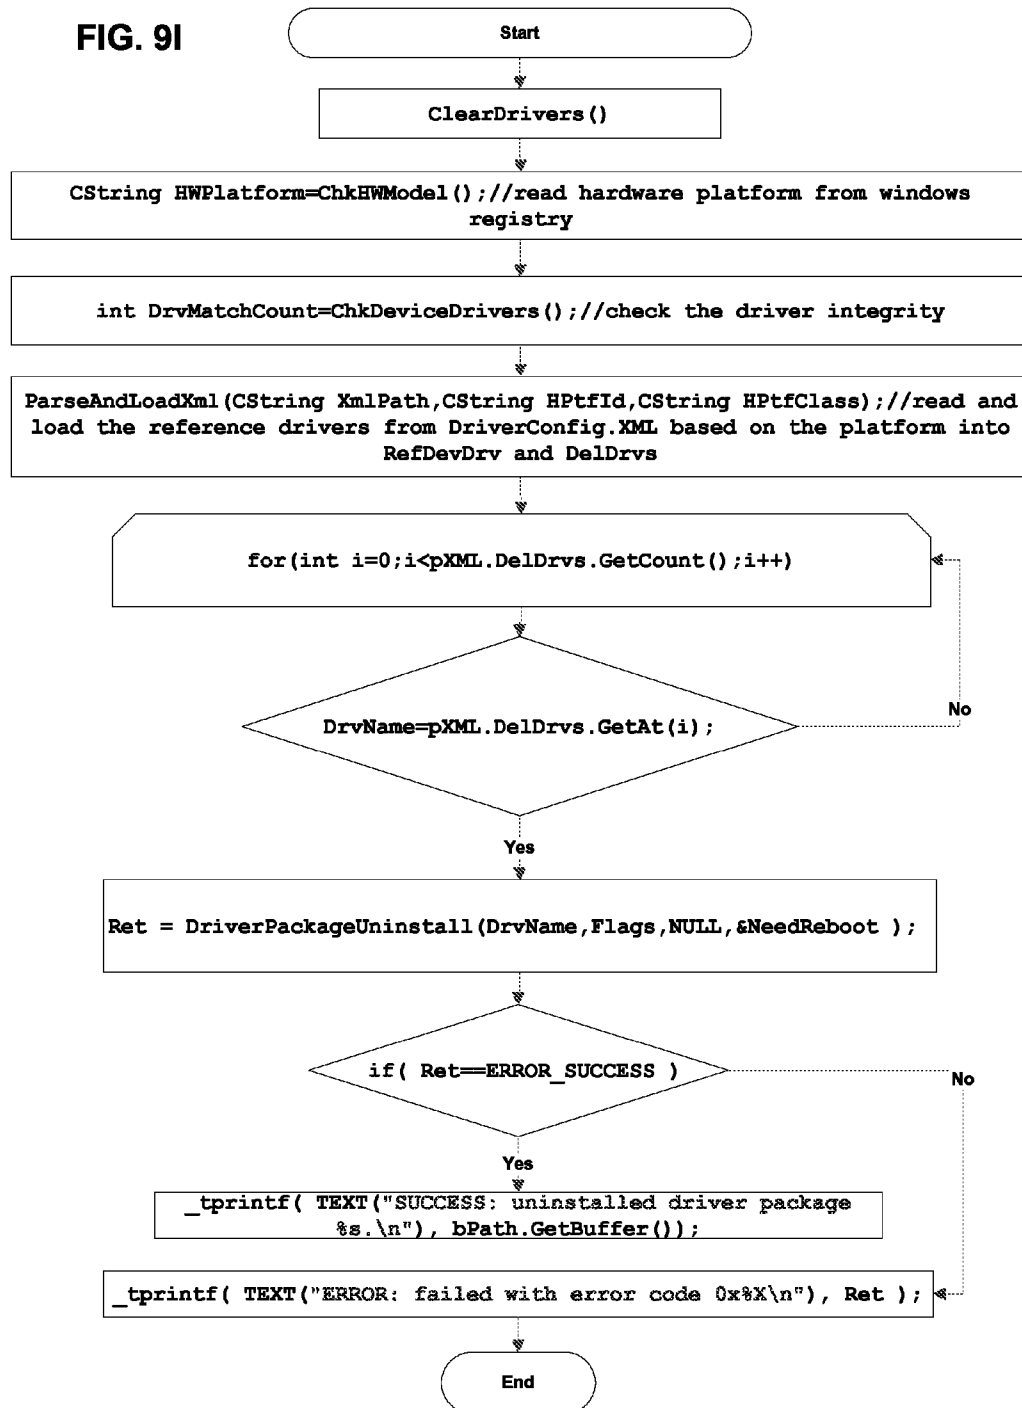 FIG. 9I
Start
ClearDrivers()
CString HWPlatform=ChkHWModel();//read hardware platform from windows
registry
int DrvMatchCount=ChkDeviceDrivers();//check the driver integrity
ParseAndLoadXml(CString XmlPath,CString HPtfId,CString HPtfClass);//read and
load the reference drivers from DriverConfig.XML based on the platform into
RefDevDrv and DelDrvs
for(int i=0;i<pXML.DelDrvs.GetCount();i++)
No
DrvName=pXML.DelDrvs.GetAt(i);
Yes
Ret = DriverPackageUninstall(DrvName,Flags,NULL,&NeedReboot );
if( Ret==ERROR_SUCCESS )
No
Yes
_tprintf( TEXT("SUCCESS: uninstalled driver package
%s.\n"), bPath.GetBuffer());
_tprintf( TEXT("ERROR: failed with error code 0x%X\n"), Ret );
End